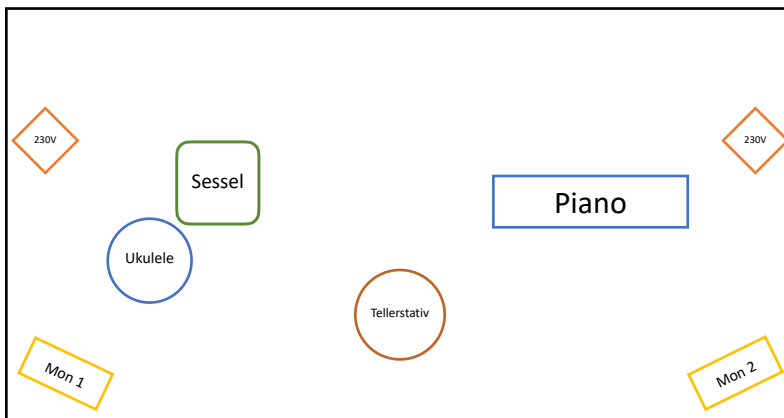 230V
230V
Sessel
Piano
Ukulele
Tellerstativ
Mon 1
Mon 2